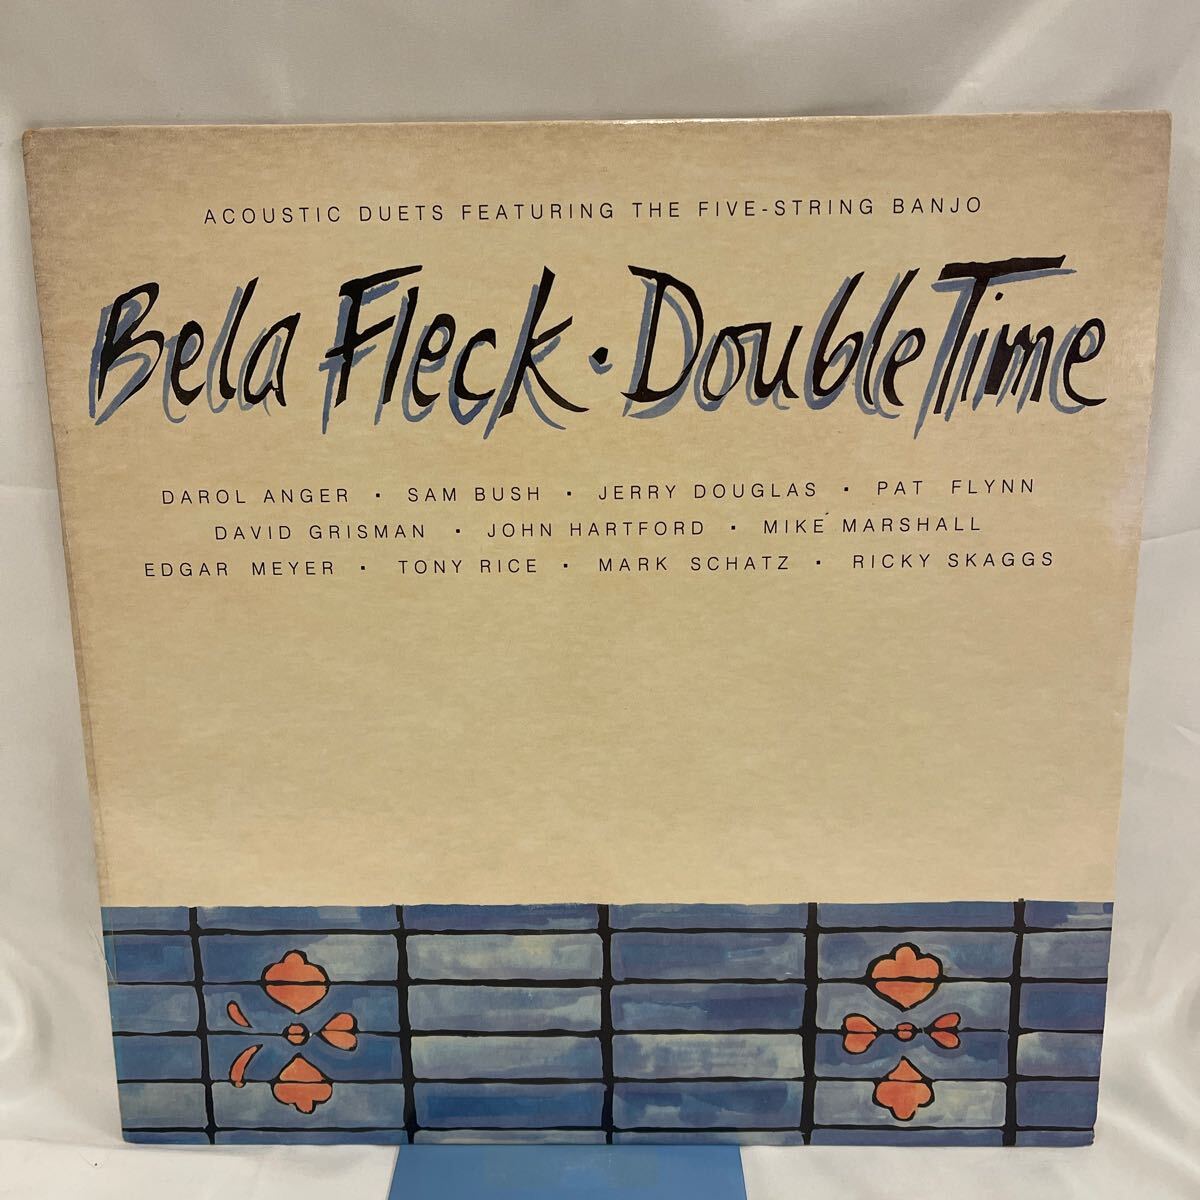 ACOUSTIC DUETS FEATURING THE FIVE-STRING BANJO
Bela Fleck · Double Time
DAROL ANGER · SAM BUSH · JERRY DOUGLAS · PAT FLYNN
DAVID GRISMAN · JOHN HARTFORD · MIKE MARSHALL
EDGAR MEYER · TONY RICE · MARK SCHATZ · RICKY SKAGGS